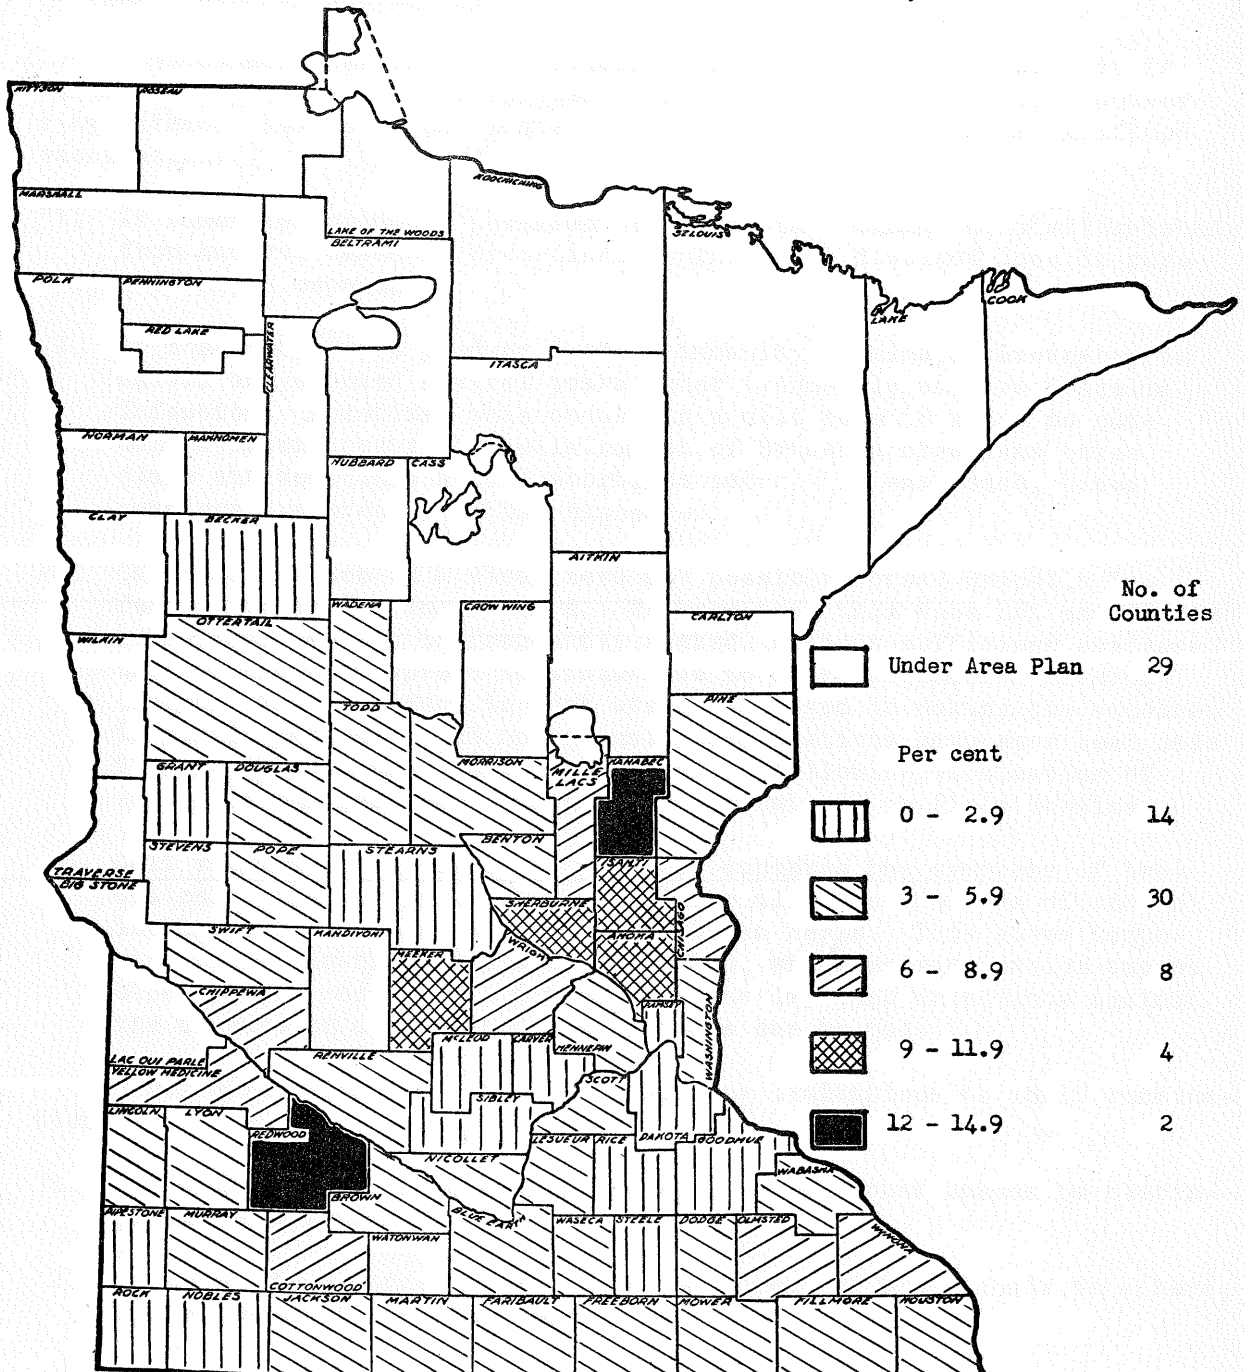 KITTSON
ROSEAU
KOOCHICHING
MARSHALL
LAKE OF THE WOODS
BELTRAMI
ST. LOUIS
POLK
PENNINGTON
COOK
LAKE
RED LAKE
CLEARWATER
ITASCA
NORMAN
MAHNOMEN
HUBBARD
CASS
CLAY
BECKER
AITKIN
WADENA
CROW WING
CARLTON
OTTERTAIL
WILKIN
TODD
PINE
MORRISON
MILLE
LACS
KANABEC
GRANT
DOUGLAS
BENTON
STEVENS
POPE
STEARNS
ISANTI
TRAVERSE
BIG STONE
SHERBURNE
CHISAGO
SWIFT
KANDIYOHI
ANOKA
WRIGHT
MEEKER
CHIPPEWA
RAMSEY
WASHINGTON
MCLEOD
CARVER
HENNEPIN
LAC QUI PARLE
YELLOW MEDICINE
RENVILLE
SCOTT
SIBLEY
LINCOLN
LYON
REDWOOD
LESUEUR
RICE
DAKOTA
GOODHUE
NICOLLET
WABASHA
BROWN
PIPESTONE
MURRAY
BLUE EARTH
WASECA
STEELE
DODGE
OLMSTED
WINONA
WATONWAN
COTTONWOOD
ROCK
NOBLES
JACKSON
MARTIN
FARIBAULT
FREEBORN
MOWER
FILLMORE
HOUSTON
No. of
Counties
Under Area Plan 29
Per cent
0 - 2.9 14
3 - 5.9 30
6 - 8.9 8
9 - 11.9 4
12 - 14.9 2